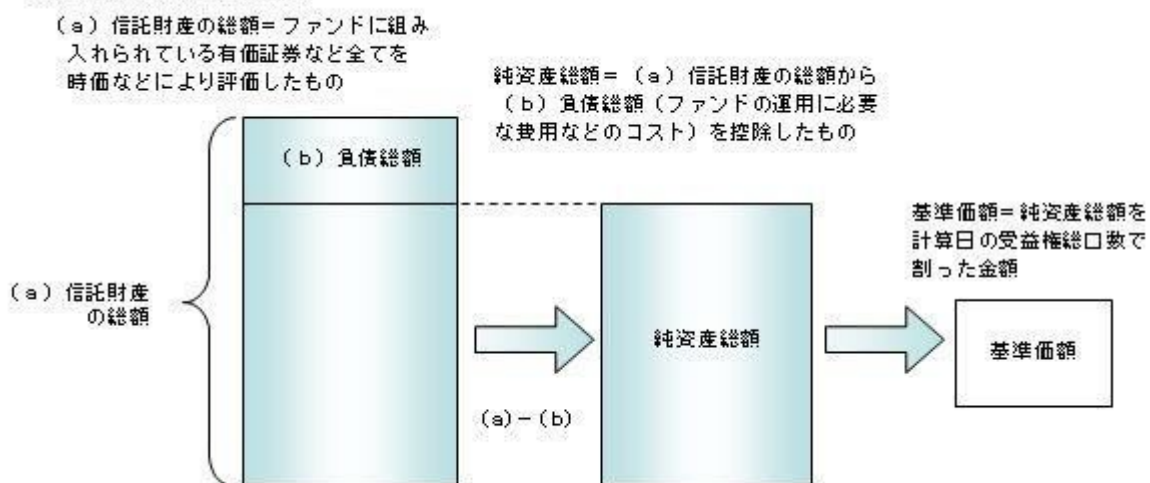 （a）信託財産の総額＝ファンドに組み
入れられている有価証券など全てを
時価などにより評価したもの
純資産総額＝（a）信託財産の総額から
（b）負債総額（ファンドの運用に必要
な費用などのコスト）を控除したもの
（b）負債総額
基準価額＝純資産総額を
計算日の受益権総口数で
割った金額
（a）信託財産
の総額
純資産総額
基準価額
(a)－(b)